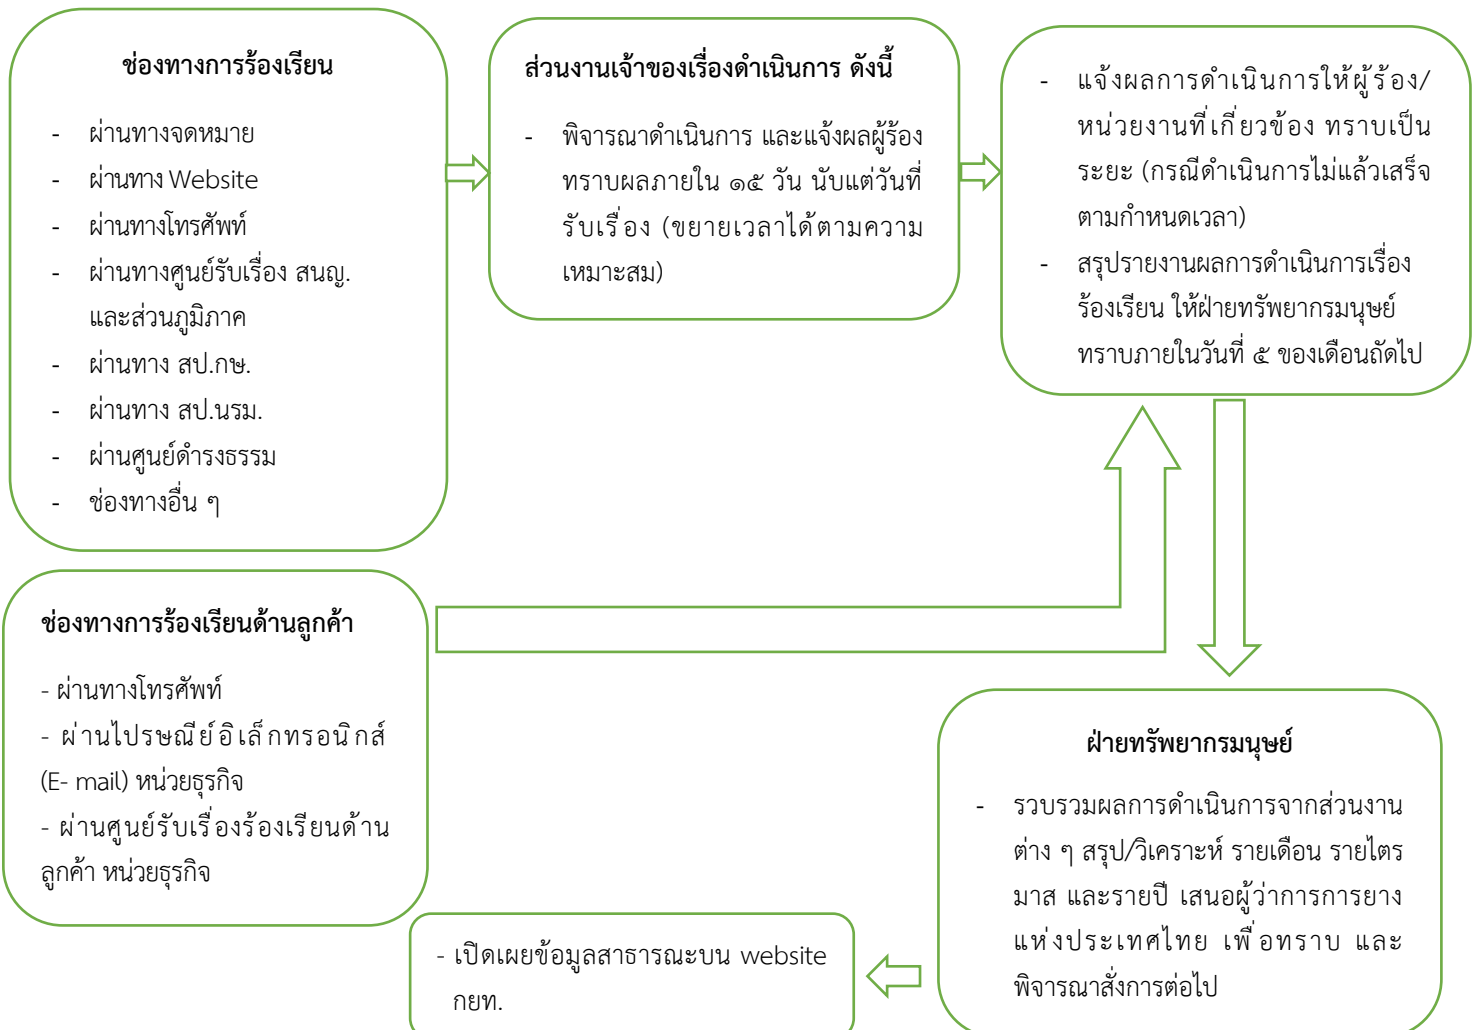 ช่องทางการร้องเรียน
- ผ่านทางจดหมาย
- ผ่านทาง Website
- ผ่านทางโทรศัพท์
- ผ่านทางศูนย์รับเรื่อง สนญ.
และส่วนภูมิภาค
- ผ่านทาง สป.กษ.
- ผ่านทาง สป.นรม.
- ผ่านศูนย์ดำรงธรรม
- ช่องทางอื่น ๆ
ส่วนงานเจ้าของเรื่องดำเนินการ ดังนี้
- พิจารณาดำเนินการ และแจ้งผลผู้ร้อง
ทราบผลภายใน ๑๕ วัน นับแต่วันที่
รับเรื่อง (ขยายเวลาได้ตามความ
เหมาะสม)
- แจ้งผลการดำเนินการให้ผู้ร้อง/
หน่วยงานที่เกี่ยวข้อง ทราบเป็น
ระยะ (กรณีดำเนินการไม่แล้วเสร็จ
ตามกำหนดเวลา)
- สรุปรายงานผลการดำเนินการเรื่อง
ร้องเรียน ให้ฝ่ายทรัพยากรมนุษย์
ทราบภายในวันที่ ๕ ของเดือนถัดไป
ช่องทางการร้องเรียนด้านลูกค้า
- ผ่านทางโทรศัพท์
- ผ่านไปรษณีย์อิเล็กทรอนิกส์
(E- mail) หน่วยธุรกิจ
- ผ่านศูนย์รับเรื่องร้องเรียนด้าน
ลูกค้า หน่วยธุรกิจ
ฝ่ายทรัพยากรมนุษย์
- รวบรวมผลการดำเนินการจากส่วนงาน
ต่าง ๆ สรุป/วิเคราะห์ รายเดือน รายไตร
มาส และรายปี เสนอผู้ว่าการการยาง
แห่งประเทศไทย เพื่อทราบ และ
พิจารณาสั่งการต่อไป
- เปิดเผยข้อมูลสาธารณะบน website
กยท.